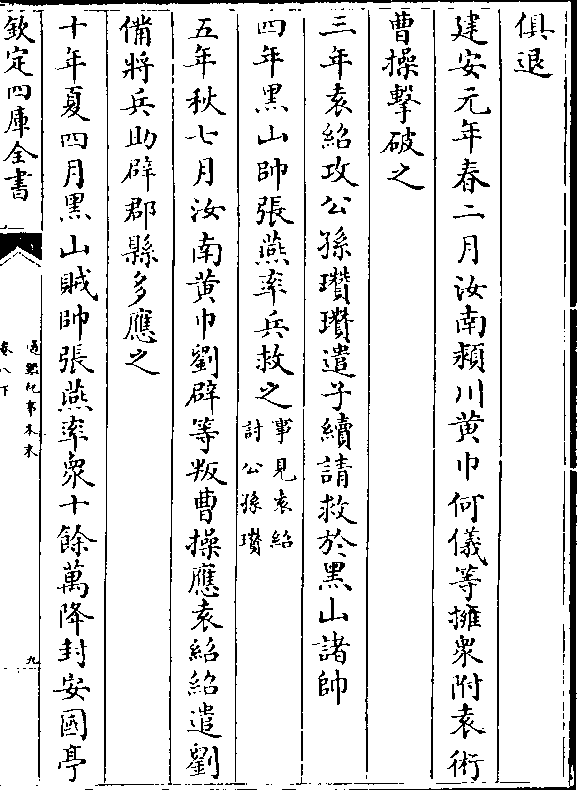 俱退
建安元年春二月汝南潁川黄巾何儀等擁衆附袁術
曹操擊破之
三年袁紹攻公孫瓚瓚遣子續請救於黑山諸帥
四年黑山帥張燕率兵救之事見袁紹討公孫瓚
五年秋七月汝南黄巾劉辟等叛曹操應袁紹紹遣劉
備將兵助辟郡縣多應之
十年夏四月黑山賊帥張燕率衆十餘萬降封安國亭
欽定四庫全書
通鑑紀事本末
卷八下
九